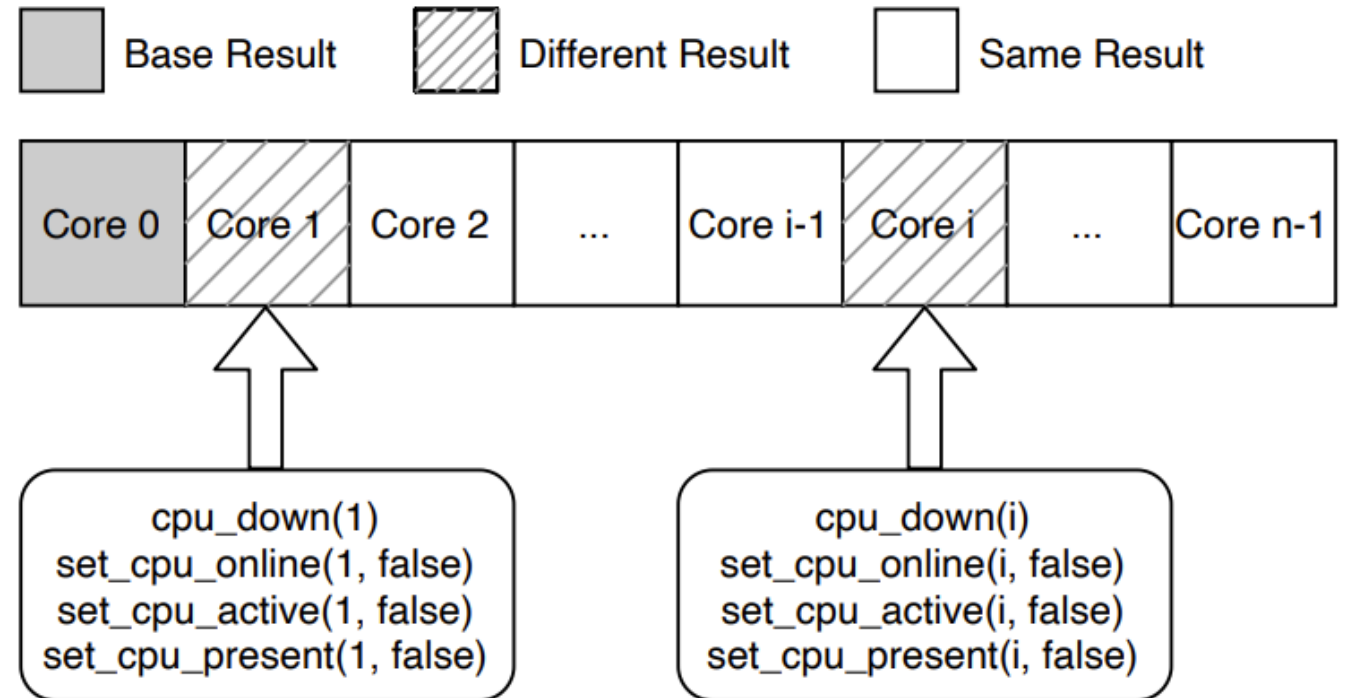 Base Result Different Result Same Result
Core 0 Core 1 Core 2 ... Core i-1 Core i ... Core n-1
cpu_down(1)
set_cpu_online(1, false)
set_cpu_active(1, false)
set_cpu_present(1, false)
cpu_down(i)
set_cpu_online(i, false)
set_cpu_active(i, false)
set_cpu_present(i, false)